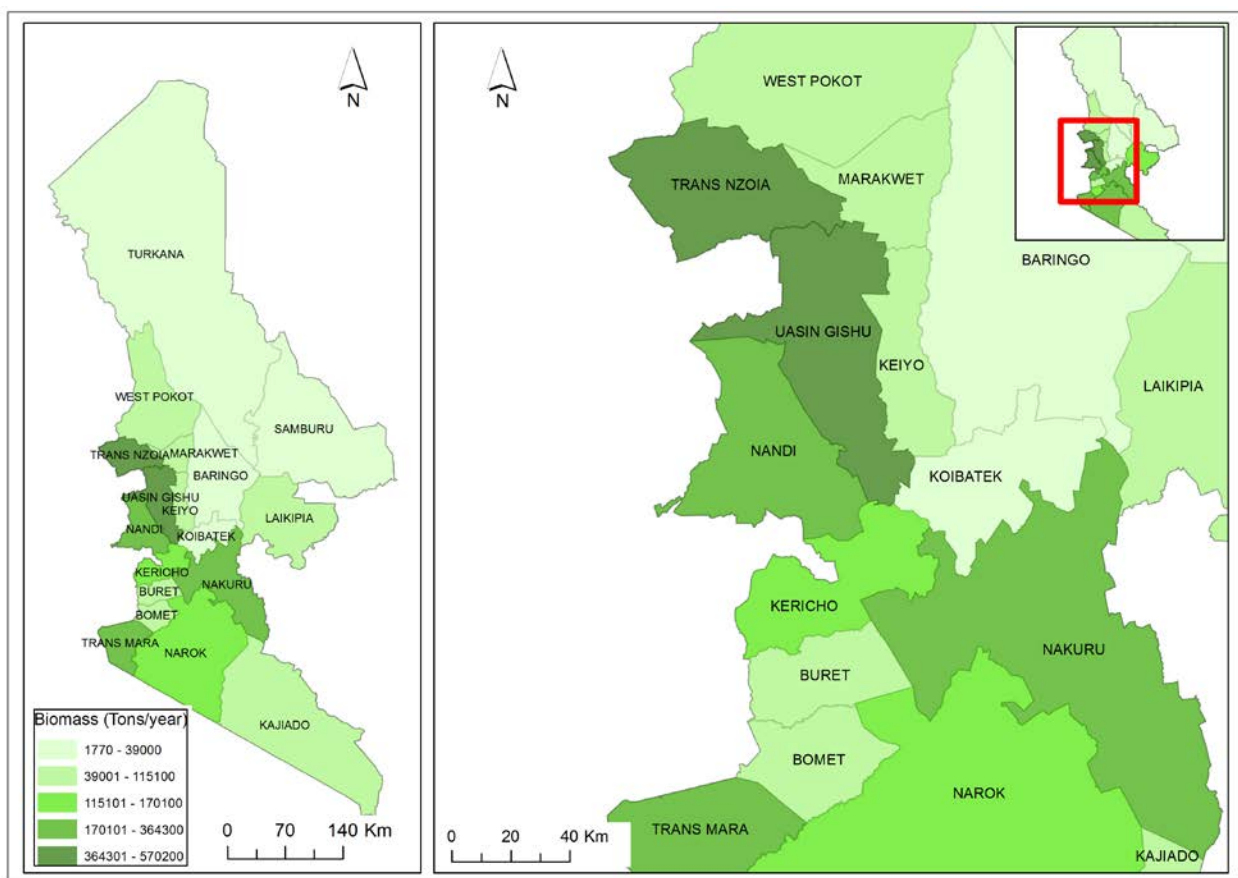 N
TURKANA
WEST POKOT
SAMBURU
TRANS NZOIA
MARAKWET
BARINGO
UASIN GISHU
KEIYO
LAIKIPIA
NANDI
KOIBATEK
KERICHO
NAKURU
BURET
BOMET
TRANS MARA
NAROK
KAJIADO
Biomass (Tons/year)
1770 - 39000
39001 - 115100
115101 - 170100
170101 - 364300
364301 - 570200
0 70 140 Km
N
WEST POKOT
TRANS NZOIA
MARAKWET
BARINGO
UASIN GISHU
KEIYO
LAIKIPIA
NANDI
KOIBATEK
KERICHO
NAKURU
BURET
BOMET
NAROK
TRANS MARA
KAJIADO
0 20 40 Km